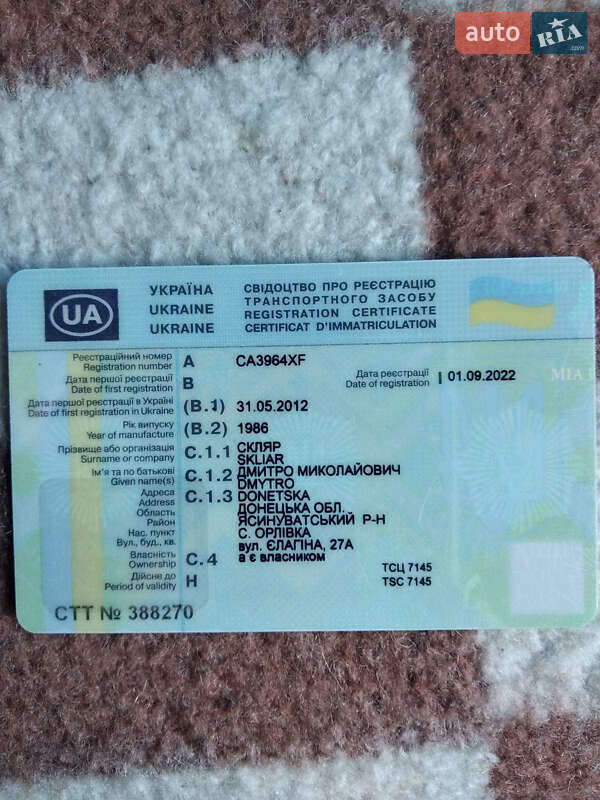 auto RIA .com
УКРАЇНА
UKRAINE
UKRAINE
СВІДОЦТВО ПРО РЕЄСТРАЦІЮ
ТРАНСПОРТНОГО ЗАСОБУ
REGISTRATION CERTIFICATE
CERTIFICAT D'IMMATRICULATION
UA
Реєстраційний номер
Registration number A CA3964XF
Дата реєстрації
Date of registration I 01.09.2022
Дата першої реєстрації
Date of first registration B
MIA
Дата першої реєстрації в Україні
Date of first registration in Ukraine (B.1) 31.05.2012
Рік випуску
Year of manufacture (B.2) 1986
Прізвище або організація
Surname or company C.1.1 СКЛЯР
SKLIAR
Ім'я та по батькові
Given name(s) C.1.2 ДМИТРО МИКОЛАЙОВИЧ
DMYTRO
Адреса
Address C.1.3 DONETSKA
Область ДОНЕЦЬКА ОБЛ.
Район ЯСИНУВАТСЬКИЙ Р-Н
Нас. пункт С. ОРЛІВКА
Вул., буд., кв. вул. ЄЛАГІНА, 27А
Власність
Ownership C.4 а є власником
ТСЦ 7145
Дійсне до
Period of validity H
TSC 7145
СТТ № 388270